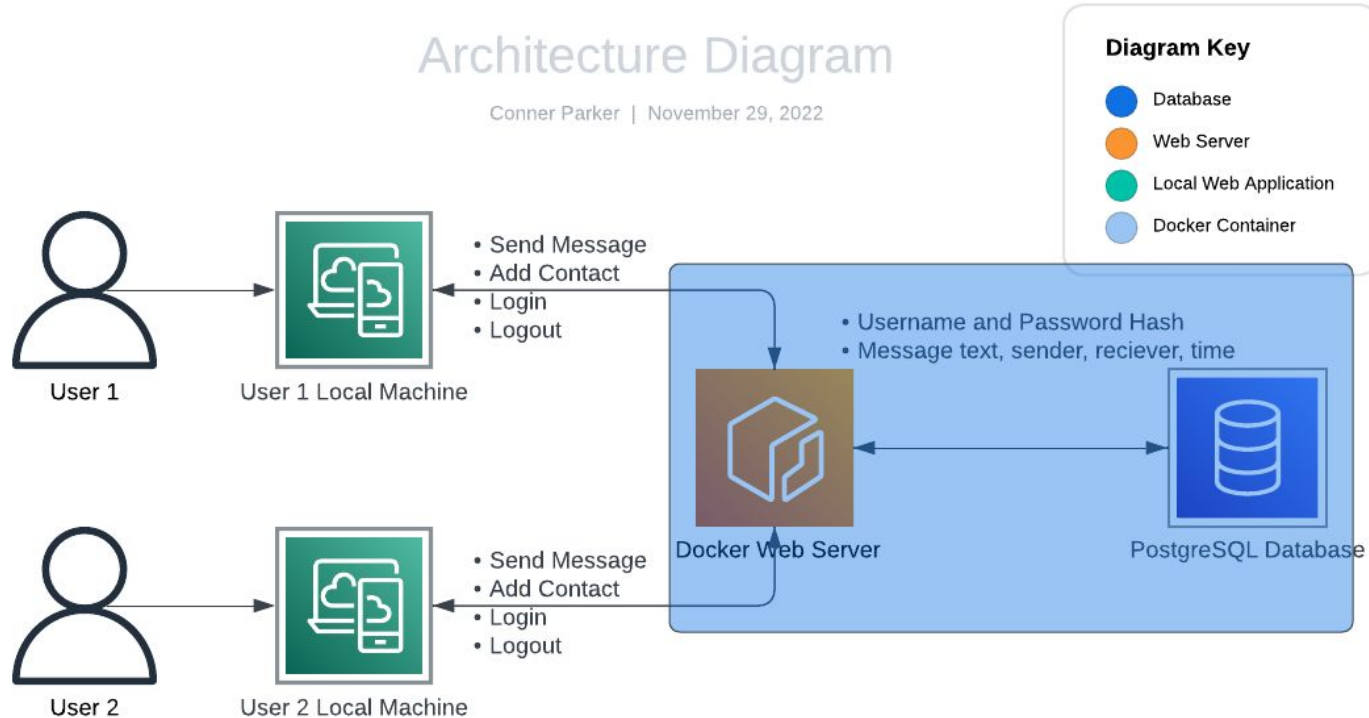 Architecture Diagram
Conner Parker | November 29, 2022
Diagram Key
Database
Web Server
Local Web Application
Docker Container
• Send Message
• Add Contact
• Login
• Logout
• Username and Password Hash
• Message text, sender, reciever, time
User 1
User 1 Local Machine
Docker Web Server
PostgreSQL Database
• Send Message
• Add Contact
• Login
• Logout
User 2
User 2 Local Machine